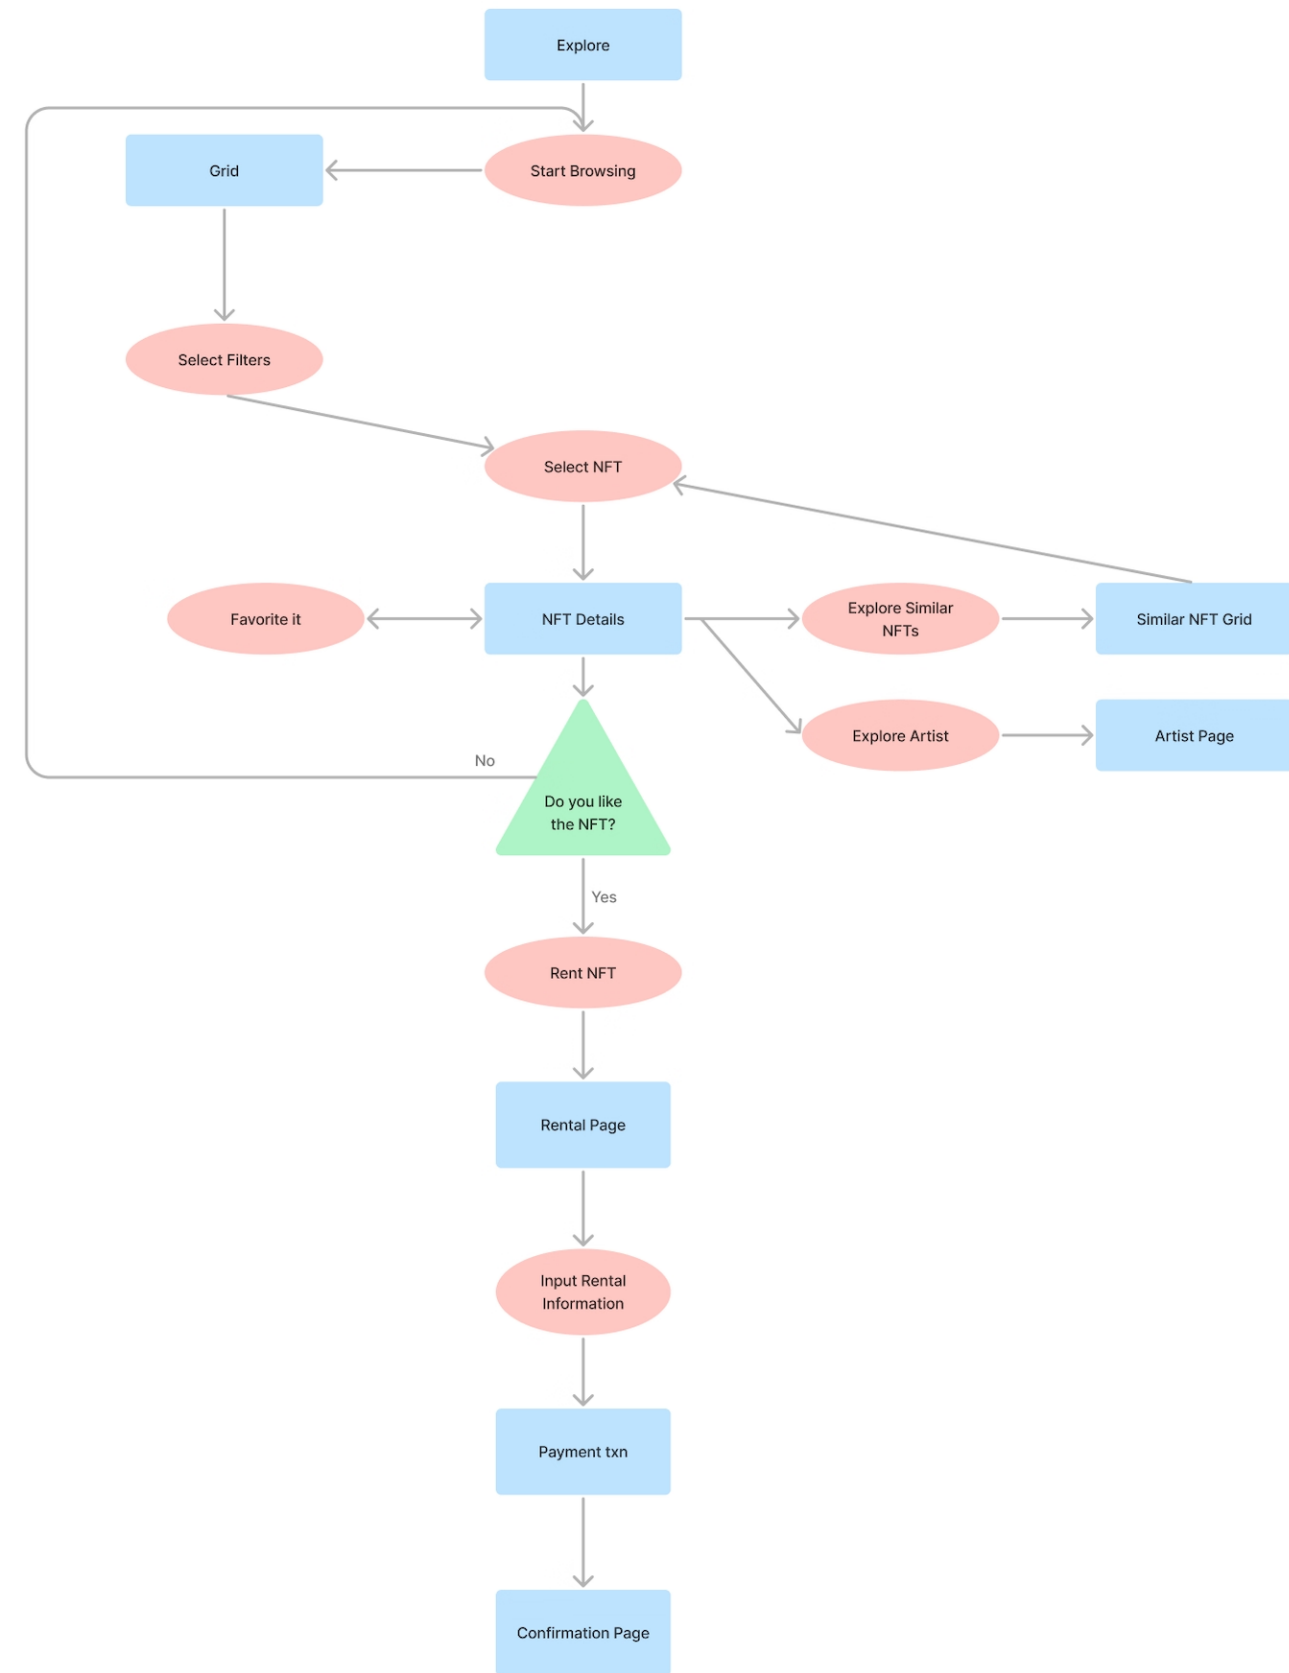 Explore
Grid
Start Browsing
Select Filters
Select NFT
Favorite it
NFT Details
Explore Similar
NFTs
Similar NFT Grid
Explore Artist
Artist Page
No
Do you like
the NFT?
Yes
Rent NFT
Rental Page
Input Rental
Information
Payment txn
Confirmation Page